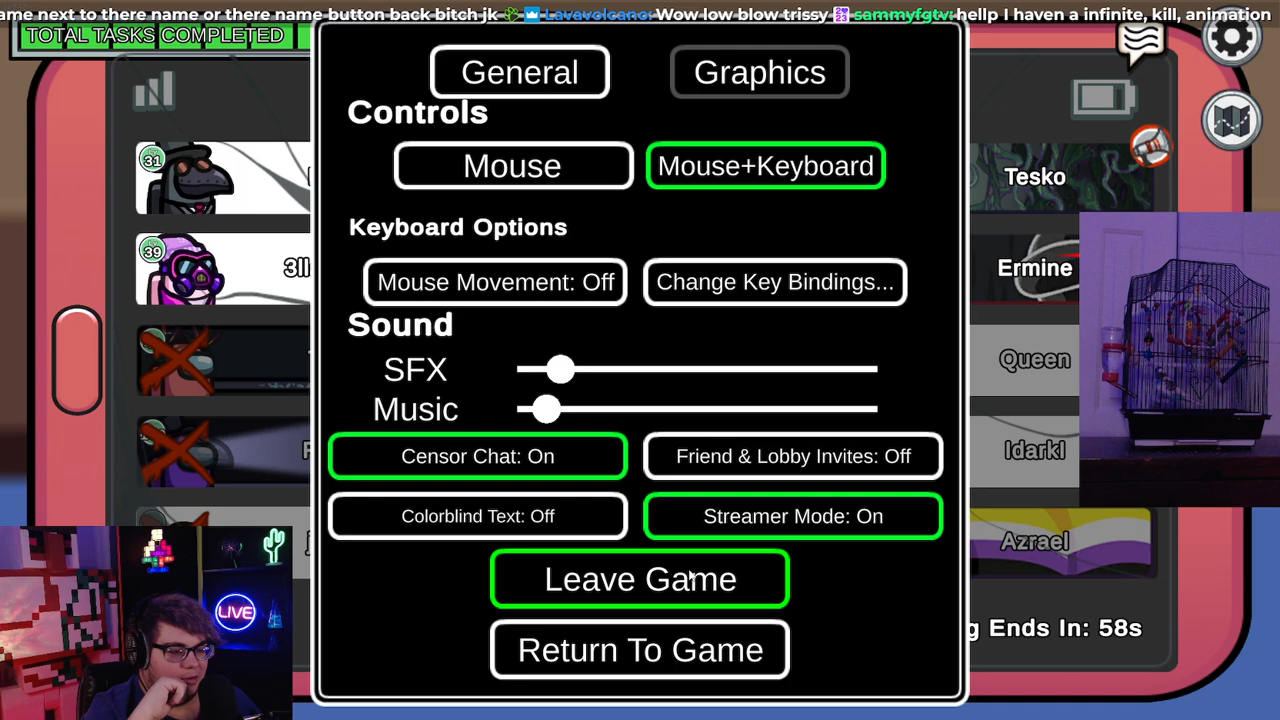 ame next to there name or there name button back bitch jk Lavavolcano: Wow low blow trissy sammyfgtv: hellp I haven a infinite, kill, animation
TOTAL TASKS COMPLETED
General Graphics
Controls
Mouse Mouse+Keyboard
Keyboard Options
Mouse Movement: Off Change Key Bindings...
Sound
SFX
Music
Censor Chat: On Friend & Lobby Invites: Off
Colorblind Text: Off Streamer Mode: On
Leave Game
Return To Game
31
39
3ll
Tesko
Ermine
Queen
Idarkl
Azrael
g Ends In: 58s
LIVE